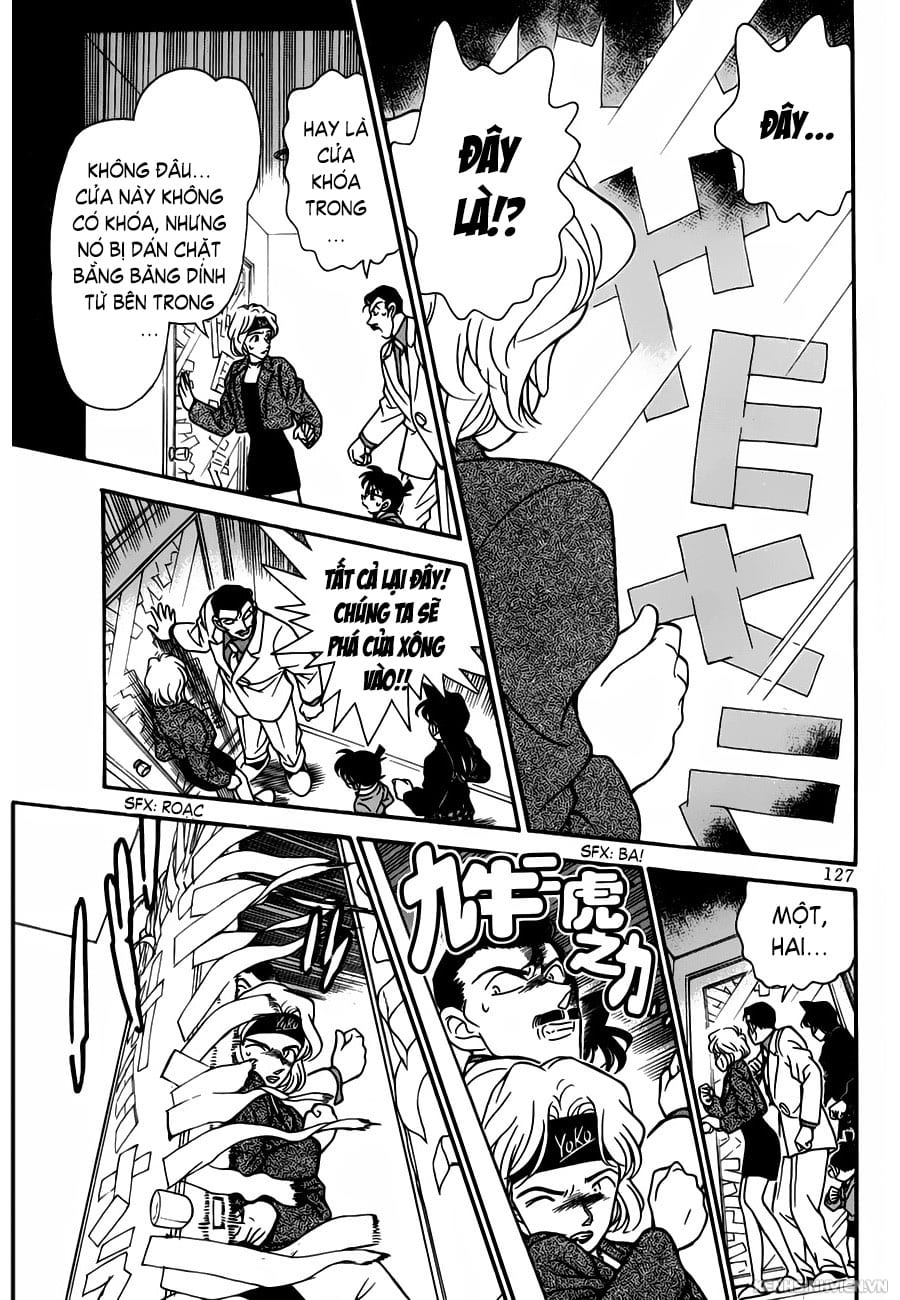 ĐÂY...
ĐÂY
LÀ!?
HAY LÀ
CỬA
KHÓA
TRONG
...
KHÔNG ĐÂU...
CỬA NÀY KHÔNG
CÓ KHÓA, NHƯNG
NÓ BỊ DÁN CHẶT
BẰNG BĂNG DÍNH
TỪ BÊN TRONG
...
TẤT CẢ LẠI ĐÂY!
CHÚNG TA SẼ
PHÁ CỬA XÔNG
VÀO!!
127
MỘT,
HAI...
SFX: BA!
YOKO
SFX: ROẠC